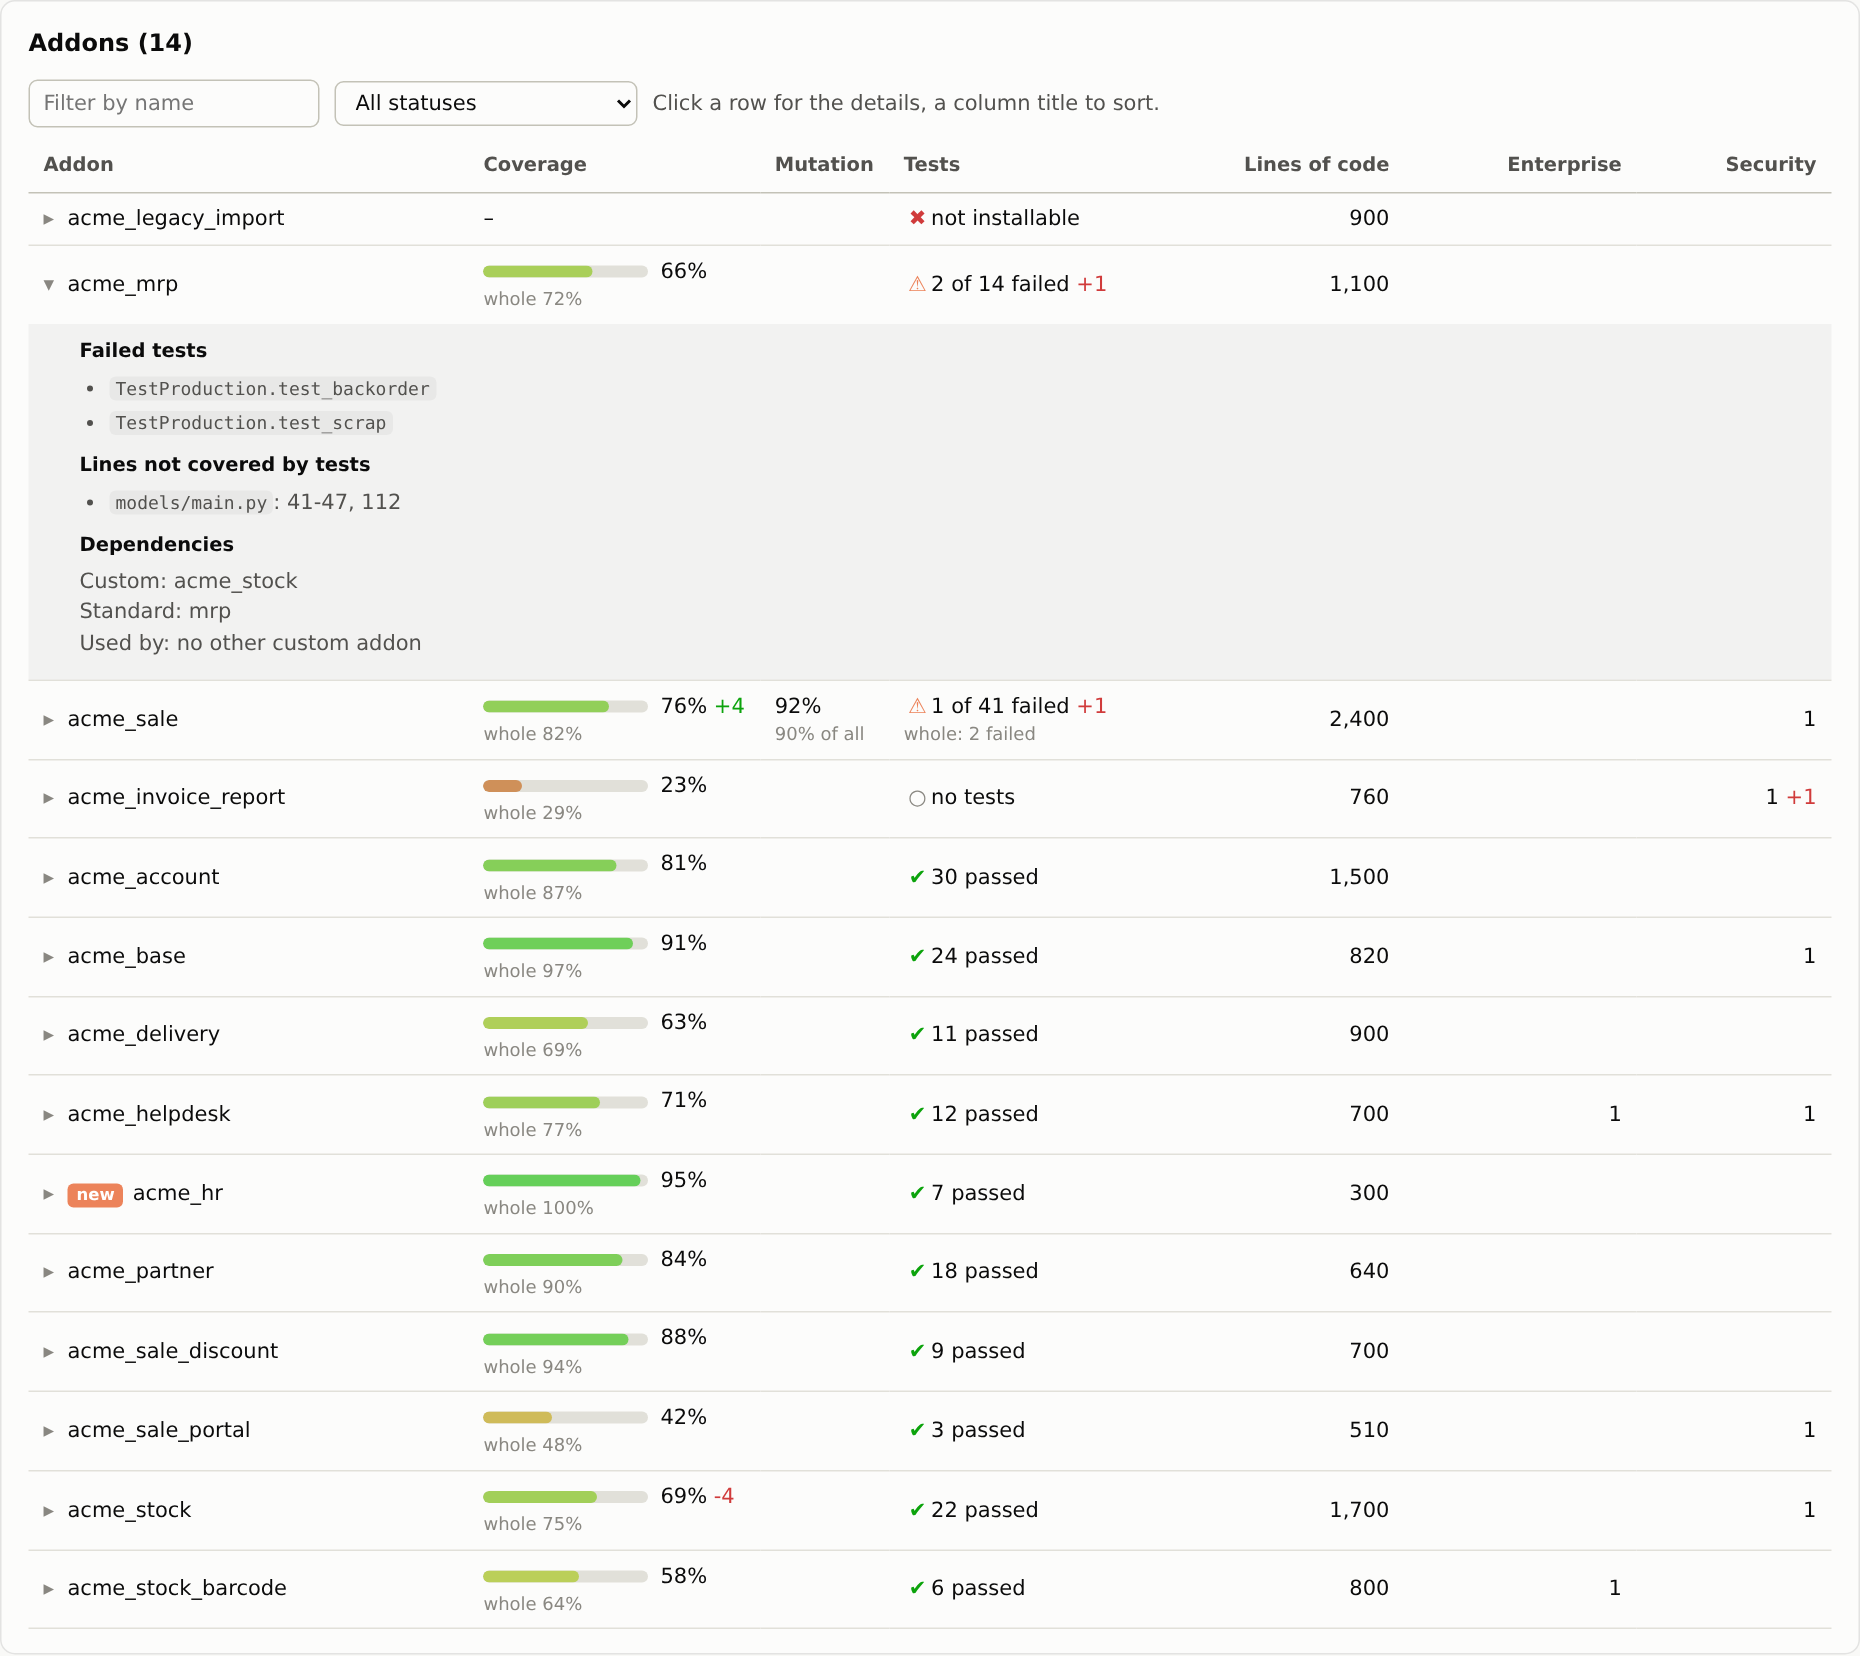 Addons (14)
Filter by name All statuses Click a row for the details, a column title to sort.
Addon Coverage Mutation Tests Lines of code Enterprise Security
▸ acme_legacy_import – ✖ not installable 900
▾ acme_mrp 66% ⚠ 2 of 14 failed +1 1,100
whole 72%
Failed tests
• TestProduction.test_backorder
• TestProduction.test_scrap
Lines not covered by tests
• models/main.py: 41-47, 112
Dependencies
Custom: acme_stock
Standard: mrp
Used by: no other custom addon
▸ acme_sale 76% +4 92% ⚠ 1 of 41 failed +1 2,400 1
whole 82% 90% of all whole: 2 failed
▸ acme_invoice_report 23% ○ no tests 760 1 +1
whole 29%
▸ acme_account 81% ✔ 30 passed 1,500
whole 87%
▸ acme_base 91% ✔ 24 passed 820 1
whole 97%
▸ acme_delivery 63% ✔ 11 passed 900
whole 69%
▸ acme_helpdesk 71% ✔ 12 passed 700 1 1
whole 77%
▸ new acme_hr 95% ✔ 7 passed 300
whole 100%
▸ acme_partner 84% ✔ 18 passed 640
whole 90%
▸ acme_sale_discount 88% ✔ 9 passed 700
whole 94%
▸ acme_sale_portal 42% ✔ 3 passed 510 1
whole 48%
▸ acme_stock 69% -4 ✔ 22 passed 1,700 1
whole 75%
▸ acme_stock_barcode 58% ✔ 6 passed 800 1
whole 64%